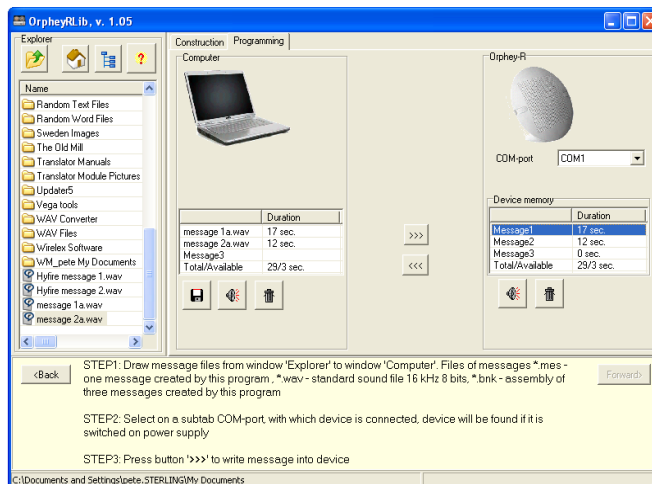 OrpheyRLib, v. 1.05
Explorer
?
Name
Random Text Files
Random Word Files
Sweden Images
The Old Mill
Translator Manuals
Translator Module Pictures
Updater5
Vega tools
WAV Converter
WAV Files
Wirelex Software
WM_pete My Documents
Hyfire message 1.wav
Hyfire message 2.wav
message 1a.wav
message 2a.wav
Construction Programming
Computer
Duration
message 1a.wav 17 sec.
message 2a.wav 12 sec.
Message3
Total/Available 29/3 sec.
>>>
<<<
Orphey-R
COM-port COM1
Device memory
Duration
Message1 17 sec.
Message2 12 sec.
Message3 0 sec.
Total/Available 29/3 sec.
<Back
Forward>
STEP1: Draw message files from window 'Explorer' to window 'Computer'. Files of messages *.mes -
one message created by this program , *.wav - standard sound file 16 kHz 8 bits, *.bnk - assembly of
three messages created by this program
STEP2: Select on a subtab COM-port, with which device is connected, device will be found if it is
switched on power supply
STEP3: Press button '>>>' to write message into device
C:\Documents and Settings\pete.STERLING\My Documents